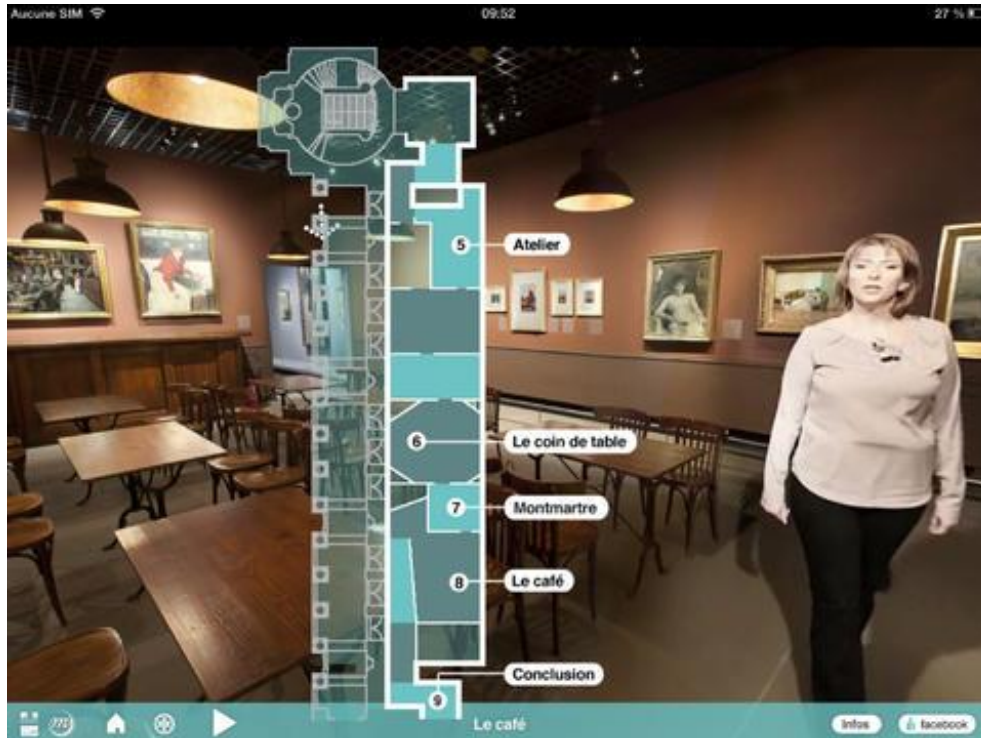 Aucune SIM
09:52
27 %
5 Atelier
6 Le coin de table
7 Montmartre
8 Le café
Conclusion
9
m
Le café
Infos
facebook